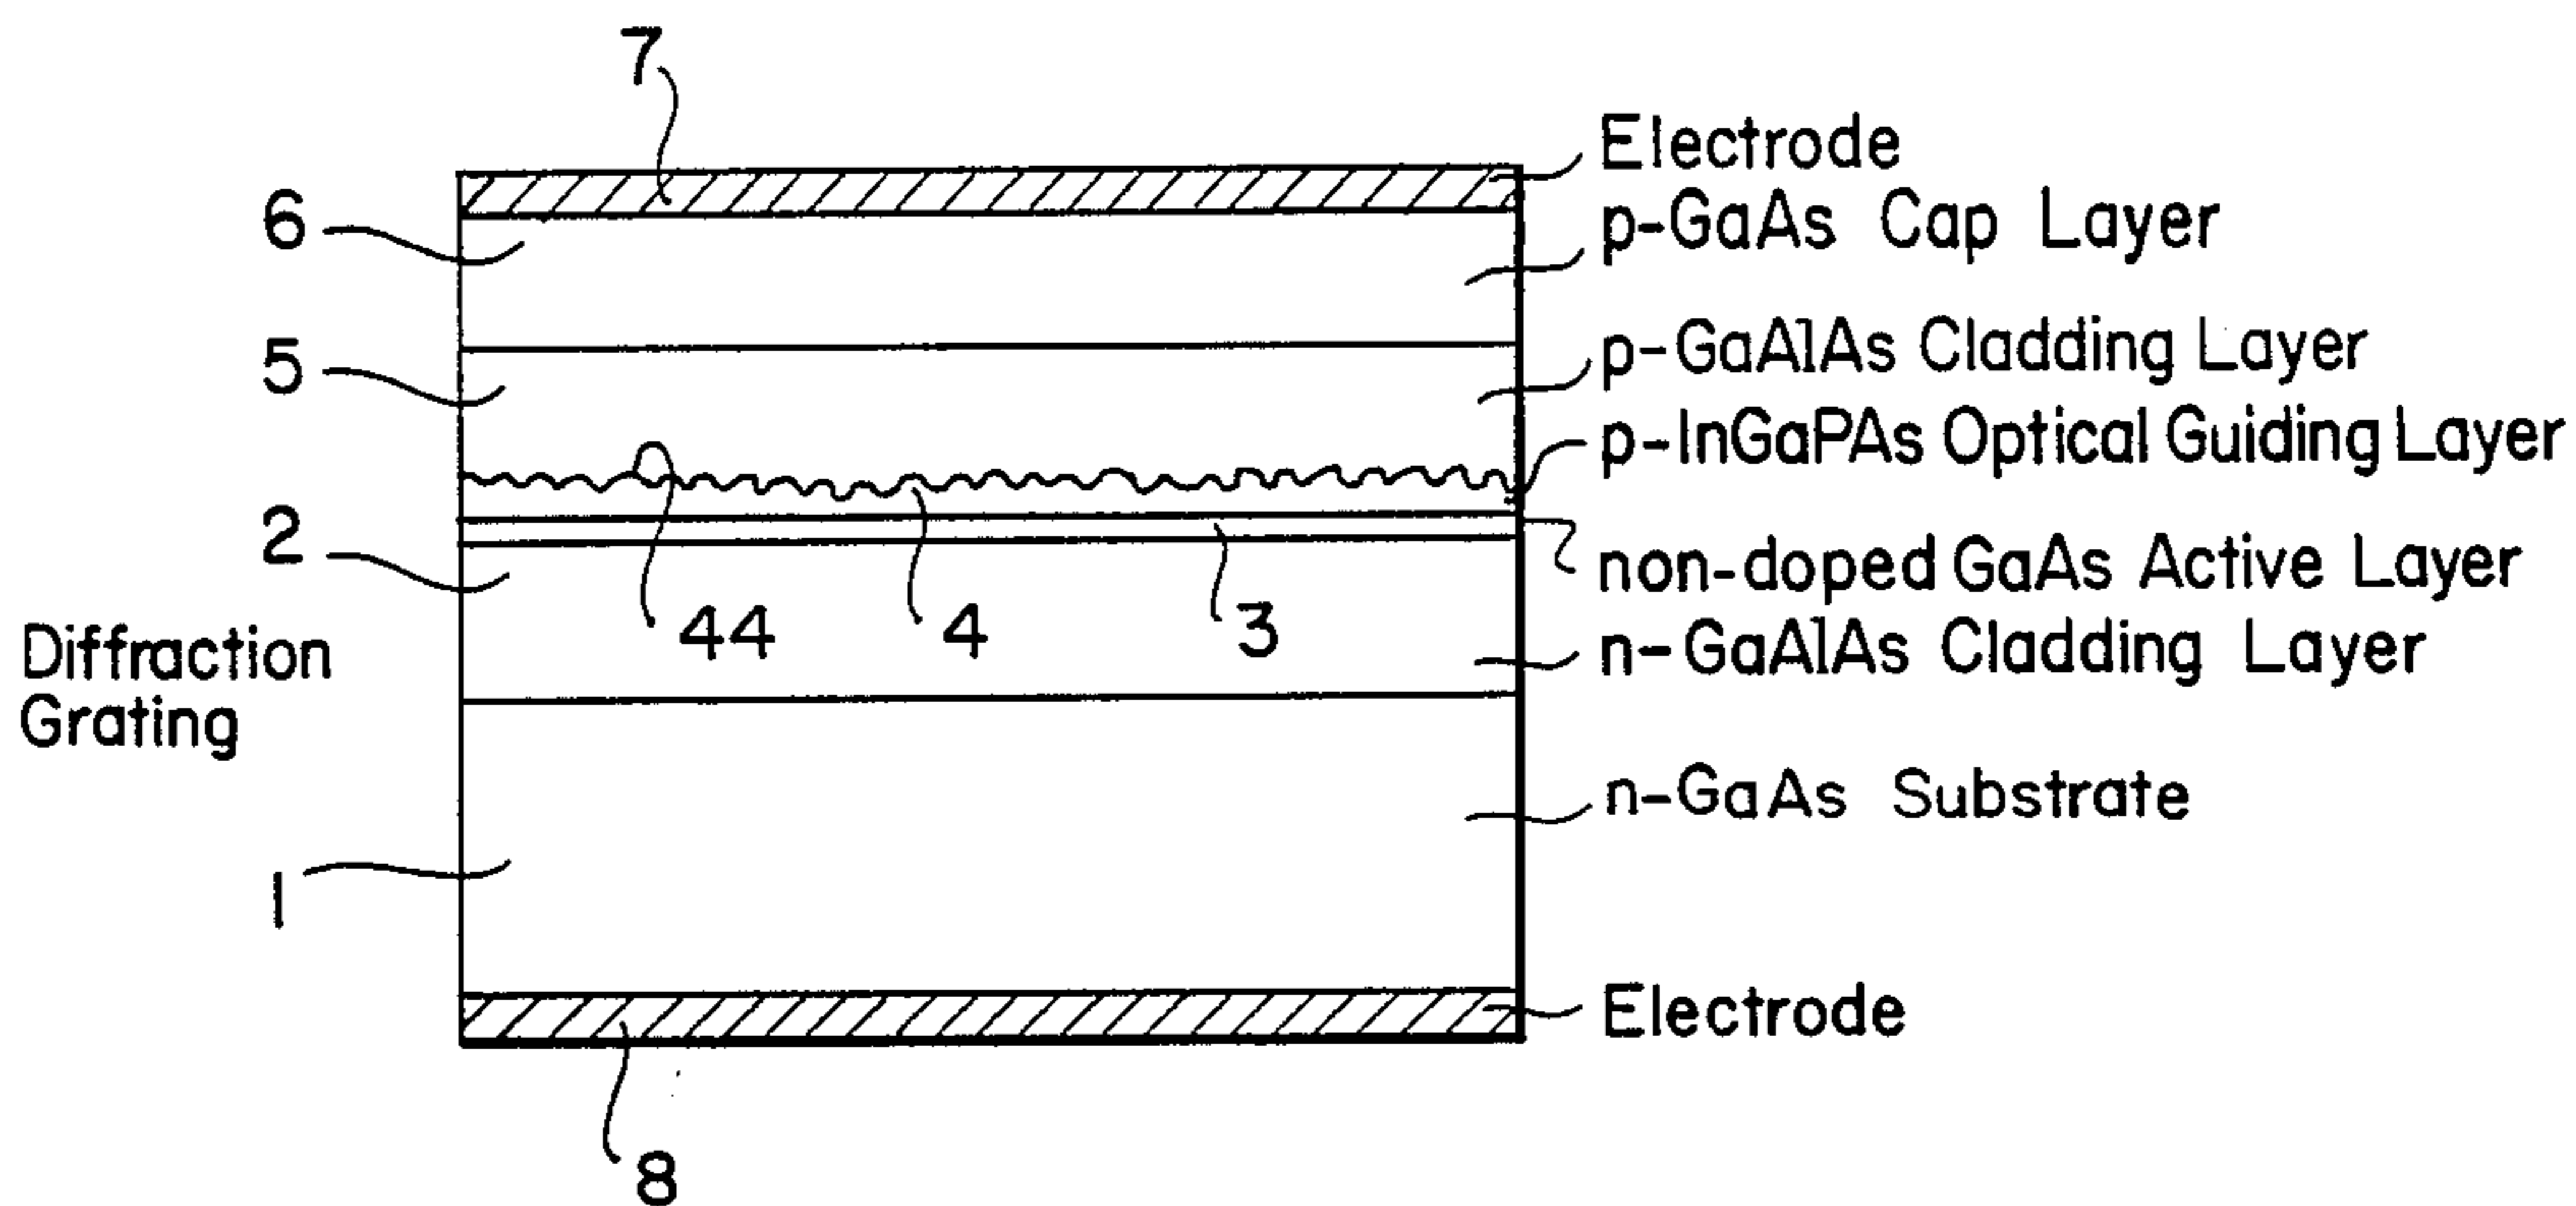 7
Electrode
6
p-GaAs Cap Layer
5
p-GaAlAs Cladding Layer
p-InGaPAs Optical Guiding Layer
2
non-doped GaAs Active Layer
44
4
3
n-GaAlAs Cladding Layer
Diffraction
Grating
n-GaAs Substrate
1
Electrode
8